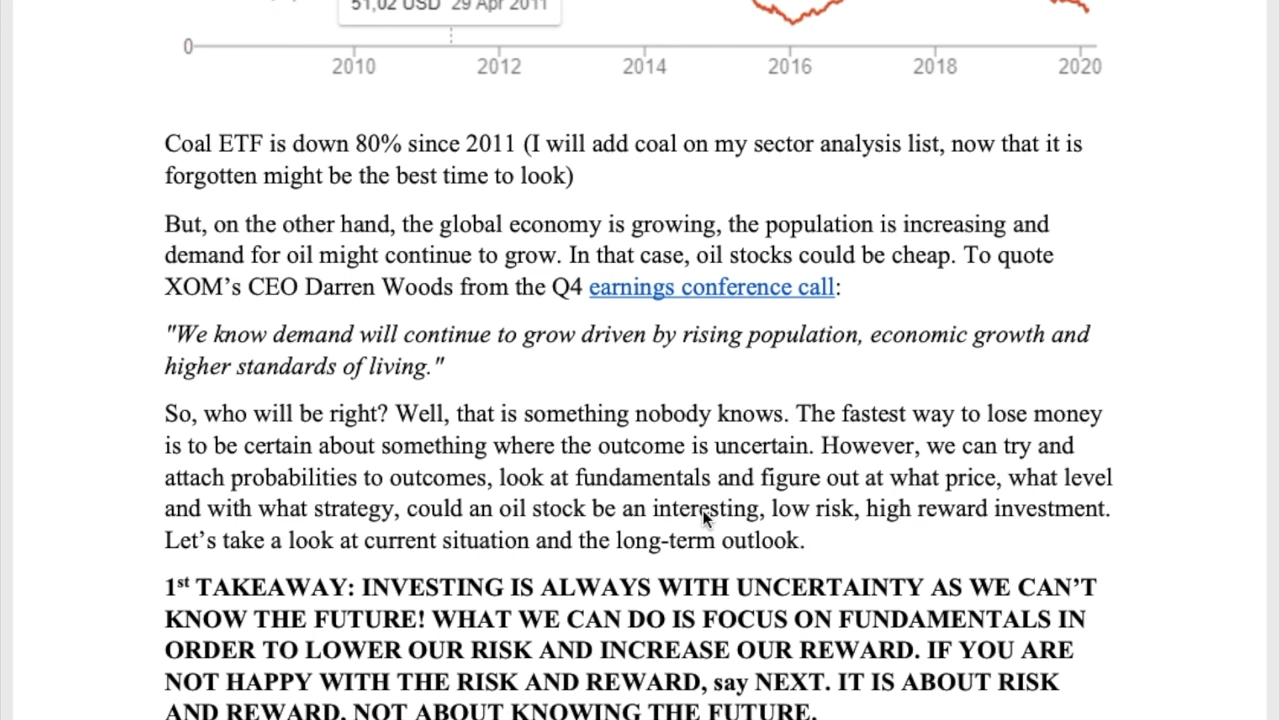 51,02 USD 29 Apr 2011
0
2010 2012 2014 2016 2018 2020
Coal ETF is down 80% since 2011 (I will add coal on my sector analysis list, now that it is
forgotten might be the best time to look)
But, on the other hand, the global economy is growing, the population is increasing and
demand for oil might continue to grow. In that case, oil stocks could be cheap. To quote
XOM’s CEO Darren Woods from the Q4 earnings conference call:
"We know demand will continue to grow driven by rising population, economic growth and
higher standards of living."
So, who will be right? Well, that is something nobody knows. The fastest way to lose money
is to be certain about something where the outcome is uncertain. However, we can try and
attach probabilities to outcomes, look at fundamentals and figure out at what price, what level
and with what strategy, could an oil stock be an interesting, low risk, high reward investment.
Let’s take a look at current situation and the long-term outlook.
1st TAKEAWAY: INVESTING IS ALWAYS WITH UNCERTAINTY AS WE CAN’T
KNOW THE FUTURE! WHAT WE CAN DO IS FOCUS ON FUNDAMENTALS IN
ORDER TO LOWER OUR RISK AND INCREASE OUR REWARD. IF YOU ARE
NOT HAPPY WITH THE RISK AND REWARD, say NEXT. IT IS ABOUT RISK
AND REWARD, NOT ABOUT KNOWING THE FUTURE.